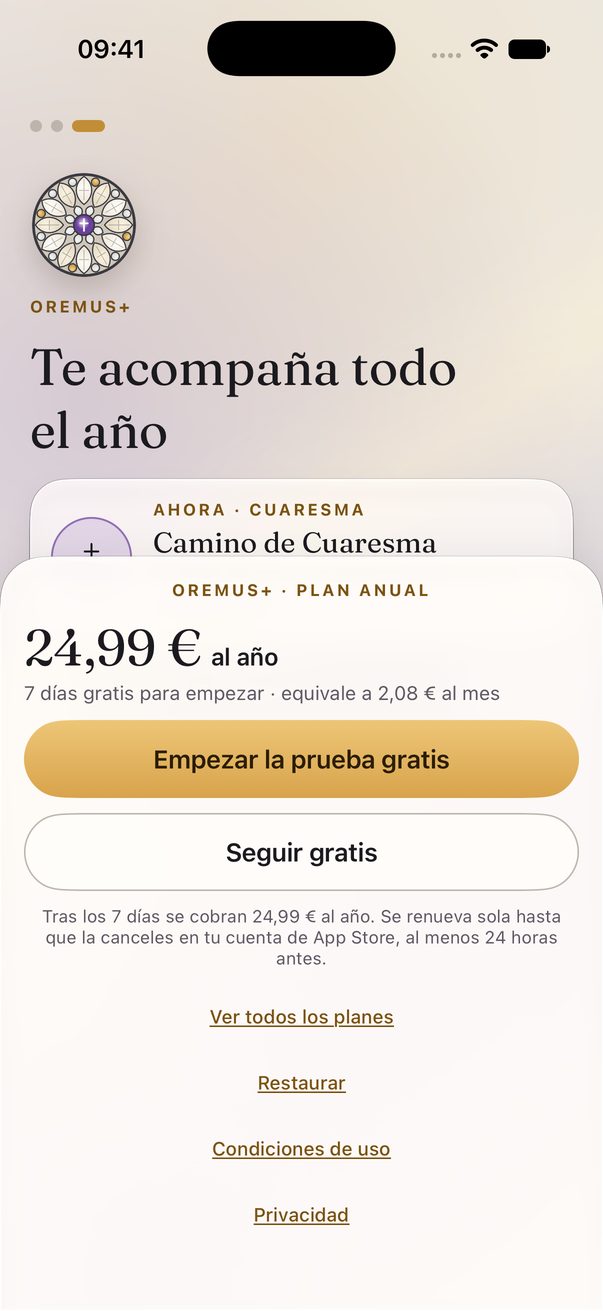 09:41
OREMUS+
Te acompaña todo
el año
AHORA · CUARESMA
Camino de Cuaresma
OREMUS+ · PLAN ANUAL
24,99 € al año
7 días gratis para empezar · equivale a 2,08 € al mes
Empezar la prueba gratis
Seguir gratis
Tras los 7 días se cobran 24,99 € al año. Se renueva sola hasta
que la canceles en tu cuenta de App Store, al menos 24 horas
antes.
Ver todos los planes
Restaurar
Condiciones de uso
Privacidad